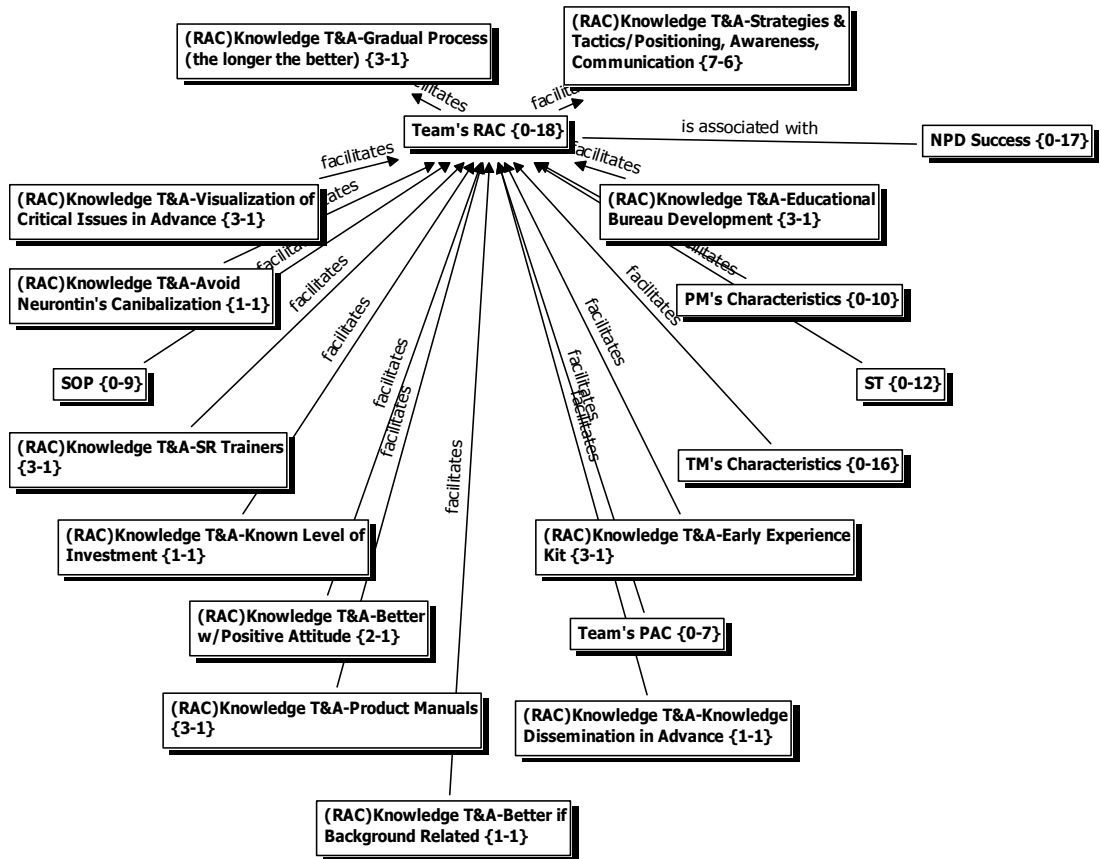 (RAC)Knowledge T&A-Gradual Process
(the longer the better) {3-1}
(RAC)Knowledge T&A-Strategies &
Tactics/Positioning, Awareness,
Communication {7-6}
facilitates
facilitates
Team's RAC {0-18}
is associated with
NPD Success {0-17}
facilitates
facilitates
(RAC)Knowledge T&A-Visualization of
Critical Issues in Advance {3-1}
facilitates
(RAC)Knowledge T&A-Educational
Bureau Development {3-1}
facilitates
facilitates
(RAC)Knowledge T&A-Avoid
Neurontin's Canibalization {1-1}
facilitates
facilitates
PM's Characteristics {0-10}
facilitates
facilitates
SOP {0-9}
facilitates
facilitates
facilitates
facilitates
ST {0-12}
(RAC)Knowledge T&A-SR Trainers
{3-1}
facilitates
TM's Characteristics {0-16}
(RAC)Knowledge T&A-Known Level of
Investment {1-1}
(RAC)Knowledge T&A-Early Experience
Kit {3-1}
(RAC)Knowledge T&A-Better
w/Positive Attitude {2-1}
Team's PAC {0-7}
(RAC)Knowledge T&A-Product Manuals
{3-1}
(RAC)Knowledge T&A-Knowledge
Dissemination in Advance {1-1}
(RAC)Knowledge T&A-Better if
Background Related {1-1}